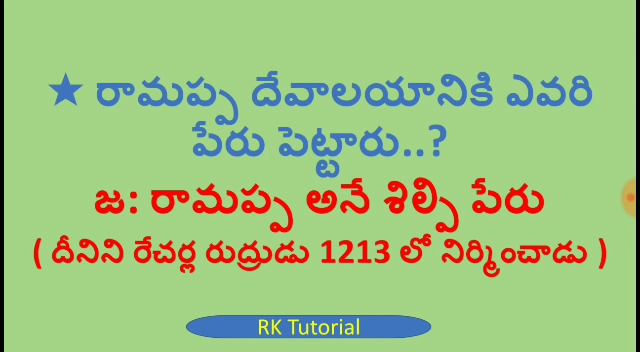 ★ రామప్ప దేవాలయానికి ఎవరి
పేరు పెట్టారు..?
జ: రామప్ప అనే శిల్పి పేరు
( దీనిని రేచర్ల రుద్రుడు 1213 లో నిర్మించాడు )
RK Tutorial